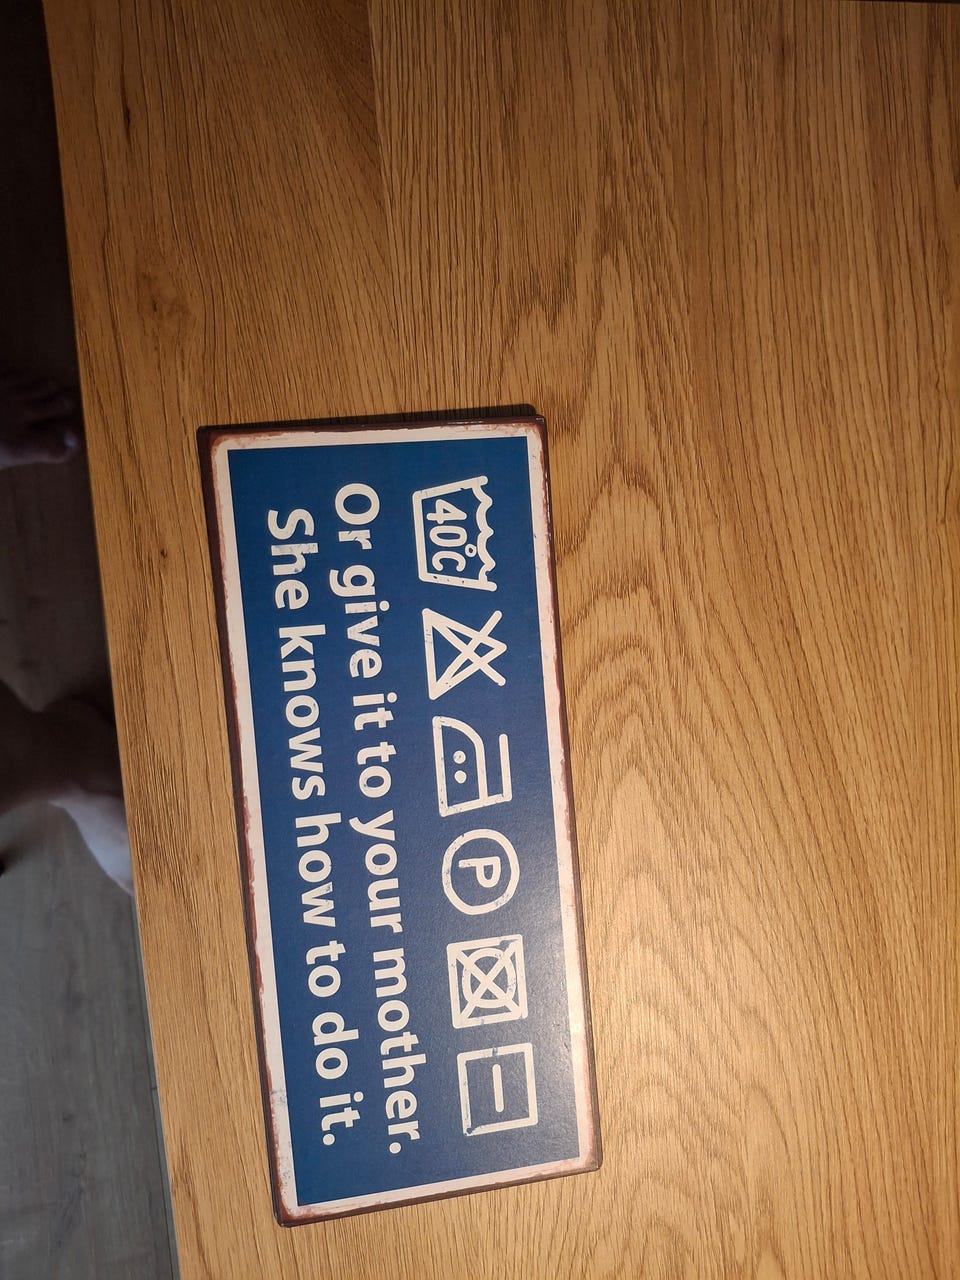 40°C P
Or give it to your mother.
She knows how to do it.